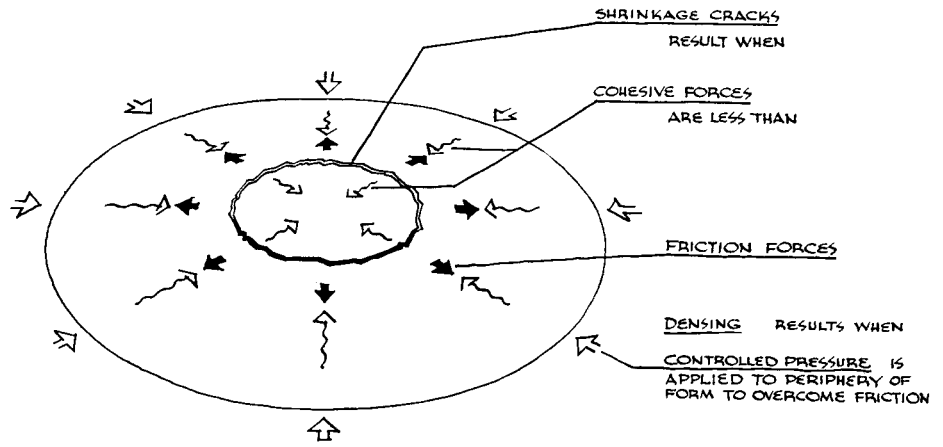 SHRINKAGE CRACKS
RESULT WHEN
COHESIVE FORCES
ARE LESS THAN
FRICTION FORCES
DENSING RESULTS WHEN
CONTROLLED PRESSURE IS
APPLIED TO PERIPHERY OF
FORM TO OVERCOME FRICTION